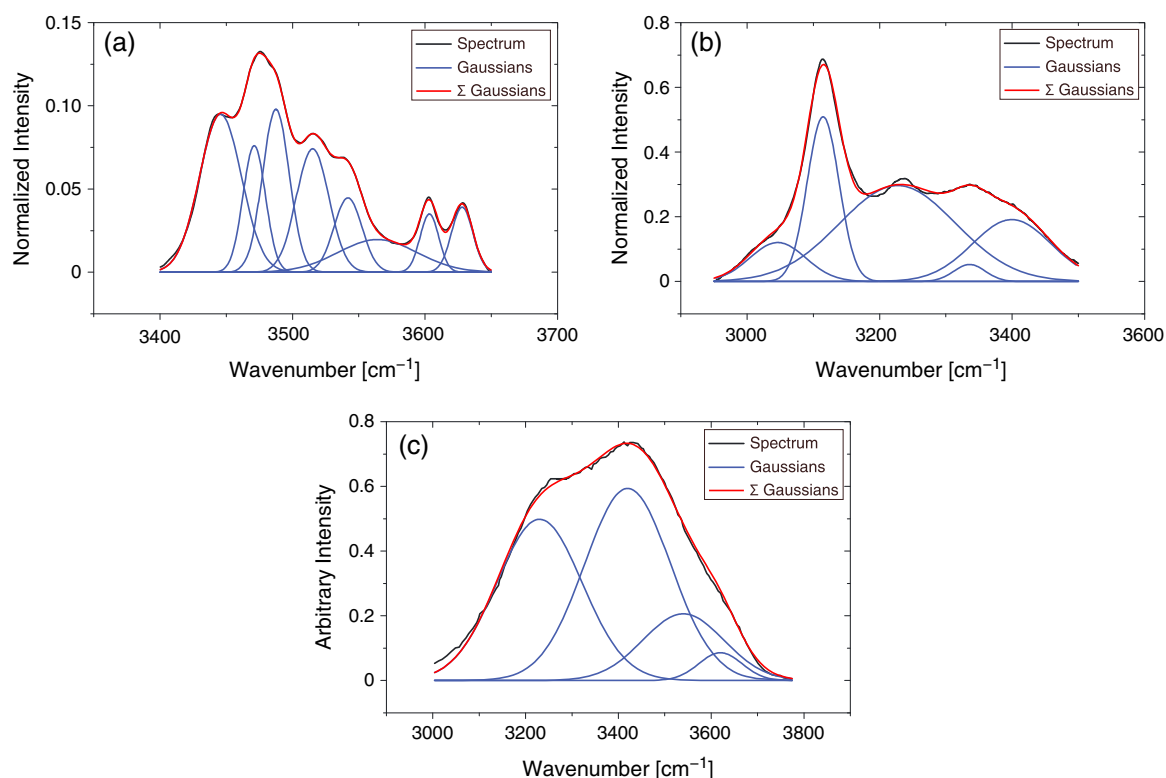 (a)
Normalized Intensity
0.15
0.10
0.05
0
Spectrum
Gaussians
Σ Gaussians
3400 3500 3600 3700
Wavenumber [cm⁻¹]
(b)
Normalized Intensity
0.8
0.6
0.4
0.2
0
Spectrum
Gaussians
Σ Gaussians
3000 3200 3400 3600
Wavenumber [cm⁻¹]
(c)
Arbitrary Intensity
0.8
0.6
0.4
0.2
0
Spectrum
Gaussians
Σ Gaussians
3000 3200 3400 3600 3800
Wavenumber [cm⁻¹]